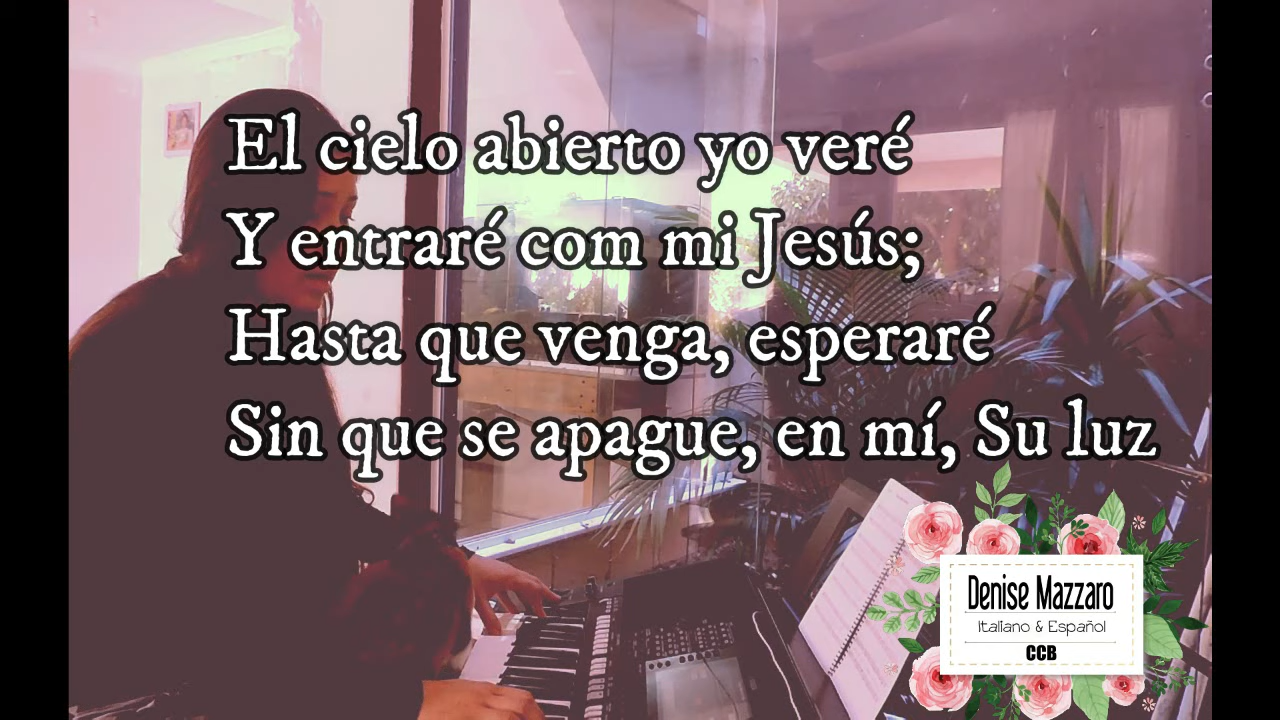 El cielo abierto yo veré
Y entraré com mi Jesús;
Hasta que venga, esperaré
Sin que se apague, en mí, Su luz
Denise Mazzaro
Italiano & Español
CCB